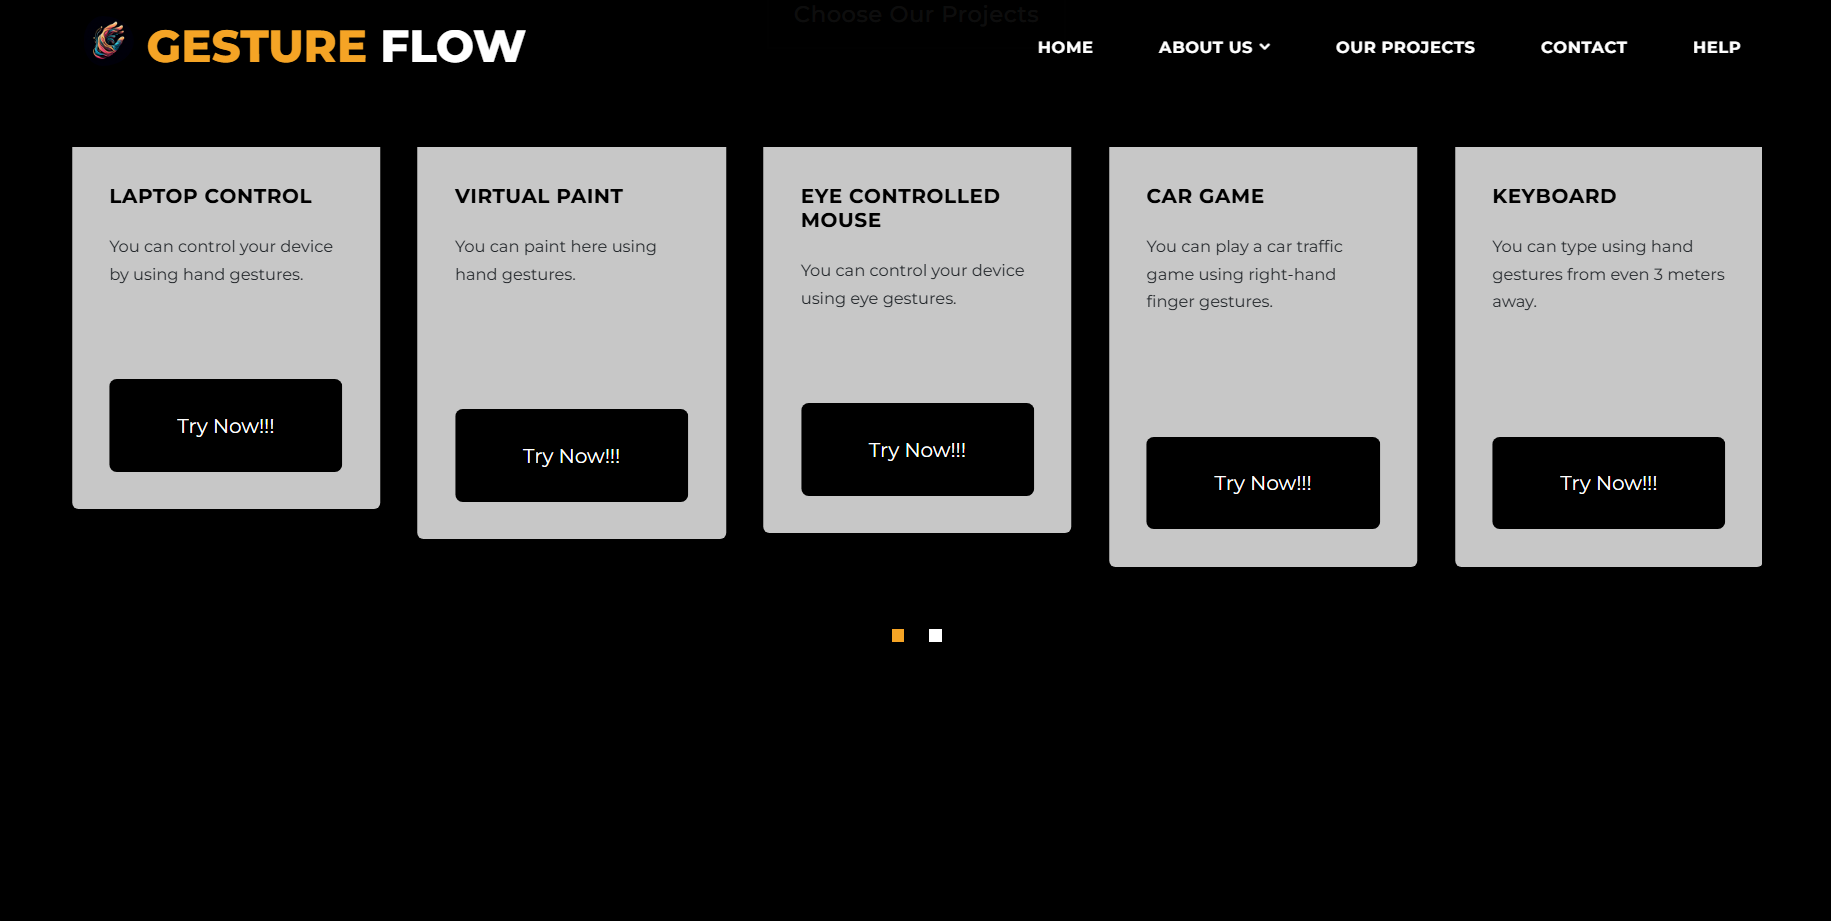 Choose Our Projects
GESTURE FLOW
HOME
ABOUT US
OUR PROJECTS
CONTACT
HELP
LAPTOP CONTROL
You can control your device
by using hand gestures.
Try Now!!!
VIRTUAL PAINT
You can paint here using
hand gestures.
Try Now!!!
EYE CONTROLLED
MOUSE
You can control your device
using eye gestures.
Try Now!!!
CAR GAME
You can play a car traffic
game using right-hand
finger gestures.
Try Now!!!
KEYBOARD
You can type using hand
gestures from even 3 meters
away.
Try Now!!!